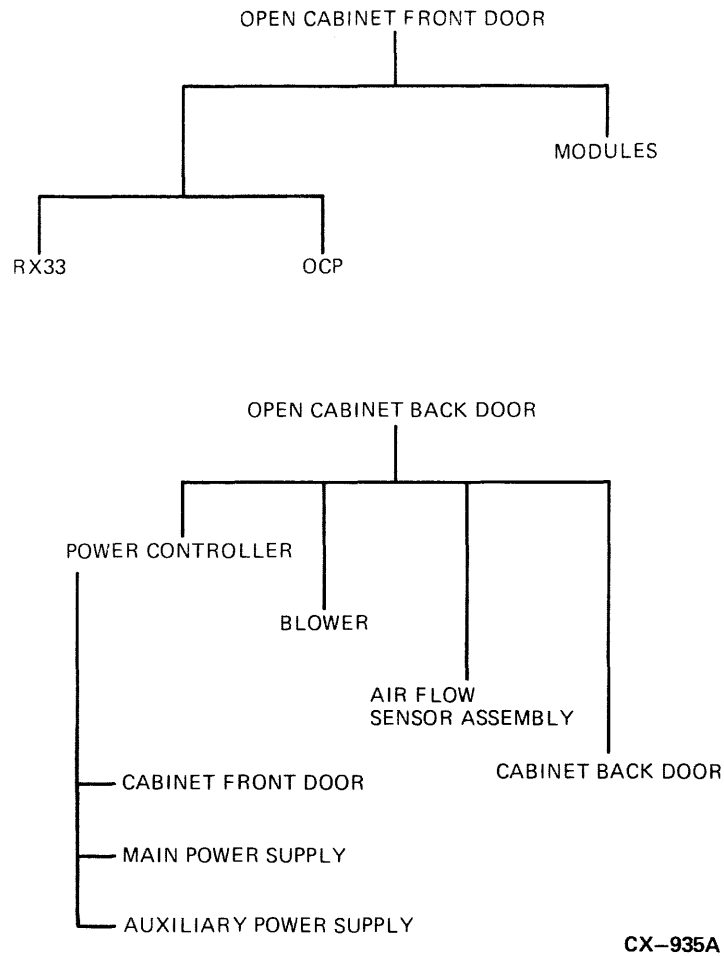 OPEN CABINET FRONT DOOR
MODULES
RX33
OCP
OPEN CABINET BACK DOOR
POWER CONTROLLER
BLOWER
AIR FLOW
SENSOR ASSEMBLY
CABINET BACK DOOR
CABINET FRONT DOOR
MAIN POWER SUPPLY
AUXILIARY POWER SUPPLY
CX–935A